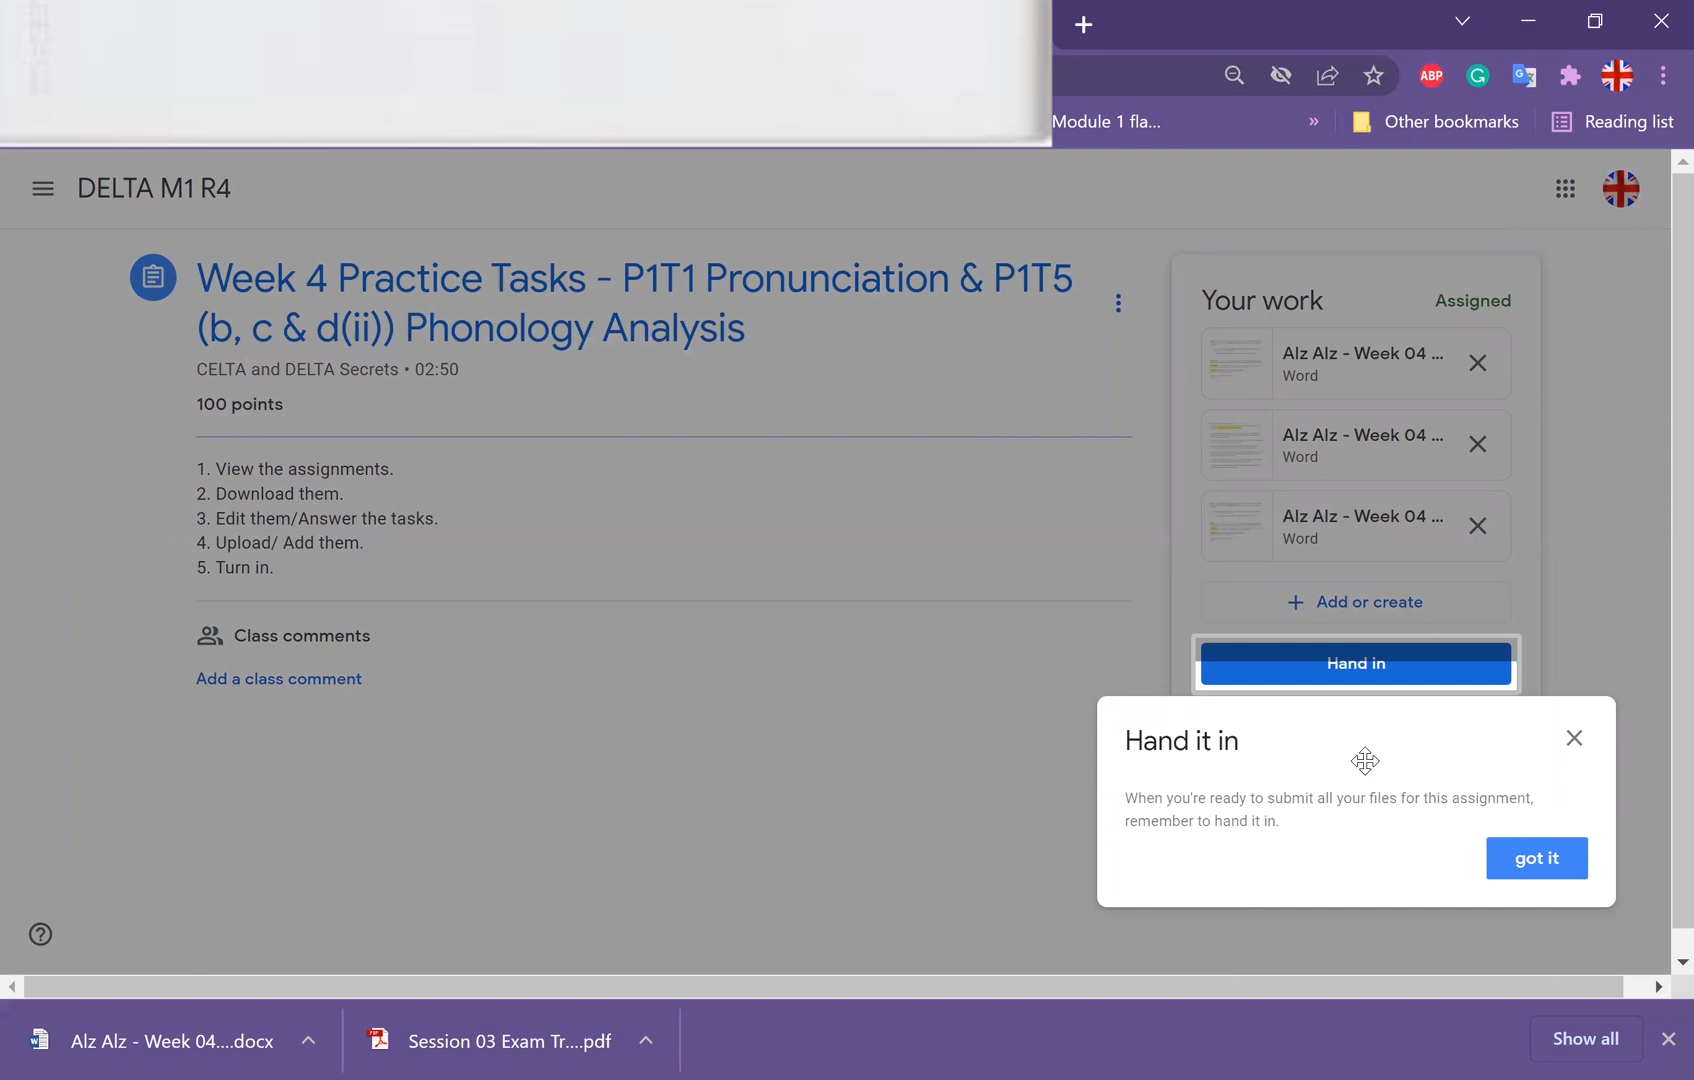 ABP
G
Module 1 fla...
»
Other bookmarks
Reading list
DELTA M1 R4
Week 4 Practice Tasks - P1T1 Pronunciation & P1T5
(b, c & d(ii)) Phonology Analysis
CELTA and DELTA Secrets • 02:50
100 points
1. View the assignments.
2. Download them.
3. Edit them/Answer the tasks.
4. Upload/ Add them.
5. Turn in.
Class comments
Add a class comment
Your work
Assigned
Alz Alz - Week 04 ...
Word
Alz Alz - Week 04 ...
Word
Alz Alz - Week 04 ...
Word
+ Add or create
Hand in
Hand it in
When you're ready to submit all your files for this assignment,
remember to hand it in.
got it
Alz Alz - Week 04....docx
Session 03 Exam Tr....pdf
Show all